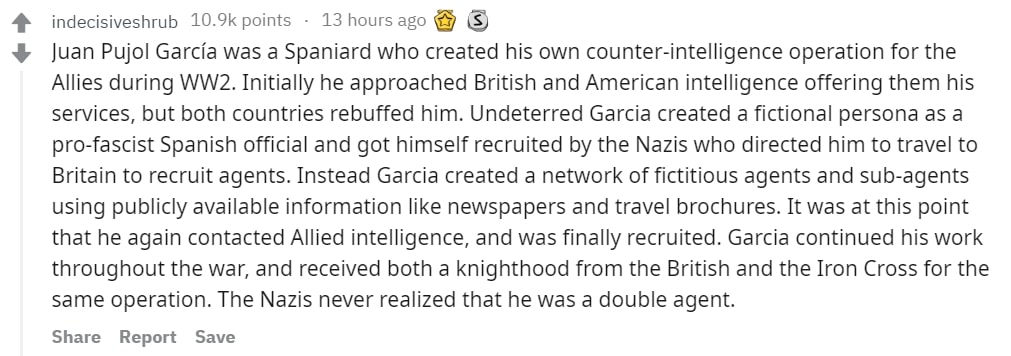 indecisiveshrub 10.9k points · 13 hours ago S
Juan Pujol García was a Spaniard who created his own counter-intelligence operation for the
Allies during WW2. Initially he approached British and American intelligence offering them his
services, but both countries rebuffed him. Undeterred Garcia created a fictional persona as a
pro-fascist Spanish official and got himself recruited by the Nazis who directed him to travel to
Britain to recruit agents. Instead Garcia created a network of fictitious agents and sub-agents
using publicly available information like newspapers and travel brochures. It was at this point
that he again contacted Allied intelligence, and was finally recruited. Garcia continued his work
throughout the war, and received both a knighthood from the British and the Iron Cross for the
same operation. The Nazis never realized that he was a double agent.
Share Report Save